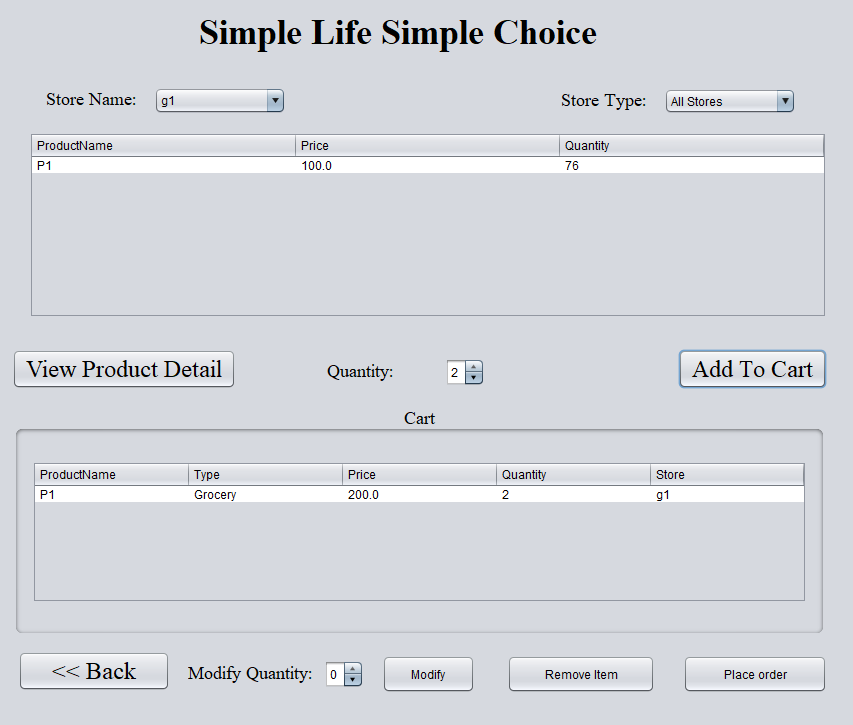 Simple Life Simple Choice
Store Name: g1 Store Type: All Stores
ProductName Price Quantity
P1 100.0 76
View Product Detail Quantity: 2 Add To Cart
Cart
ProductName Type Price Quantity Store
P1 Grocery 200.0 2 g1
<< Back Modify Quantity: 0 Modify Remove Item Place order